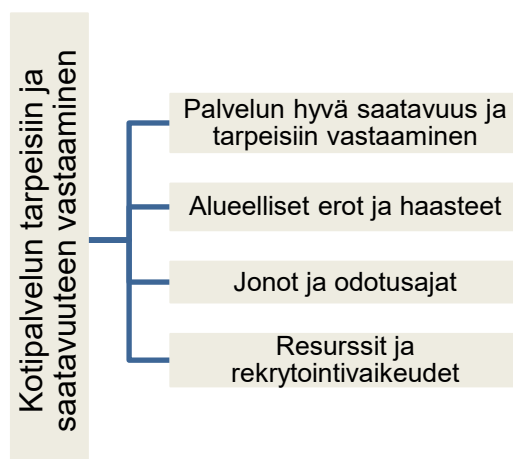 Kotipalvelun tarpeisiin ja
saatavuuteen vastaaminen
Palvelun hyvä saatavuus ja
tarpeisiin vastaaminen
Alueelliset erot ja haasteet
Jonot ja odotusajat
Resurssit ja
rekrytointivaikeudet